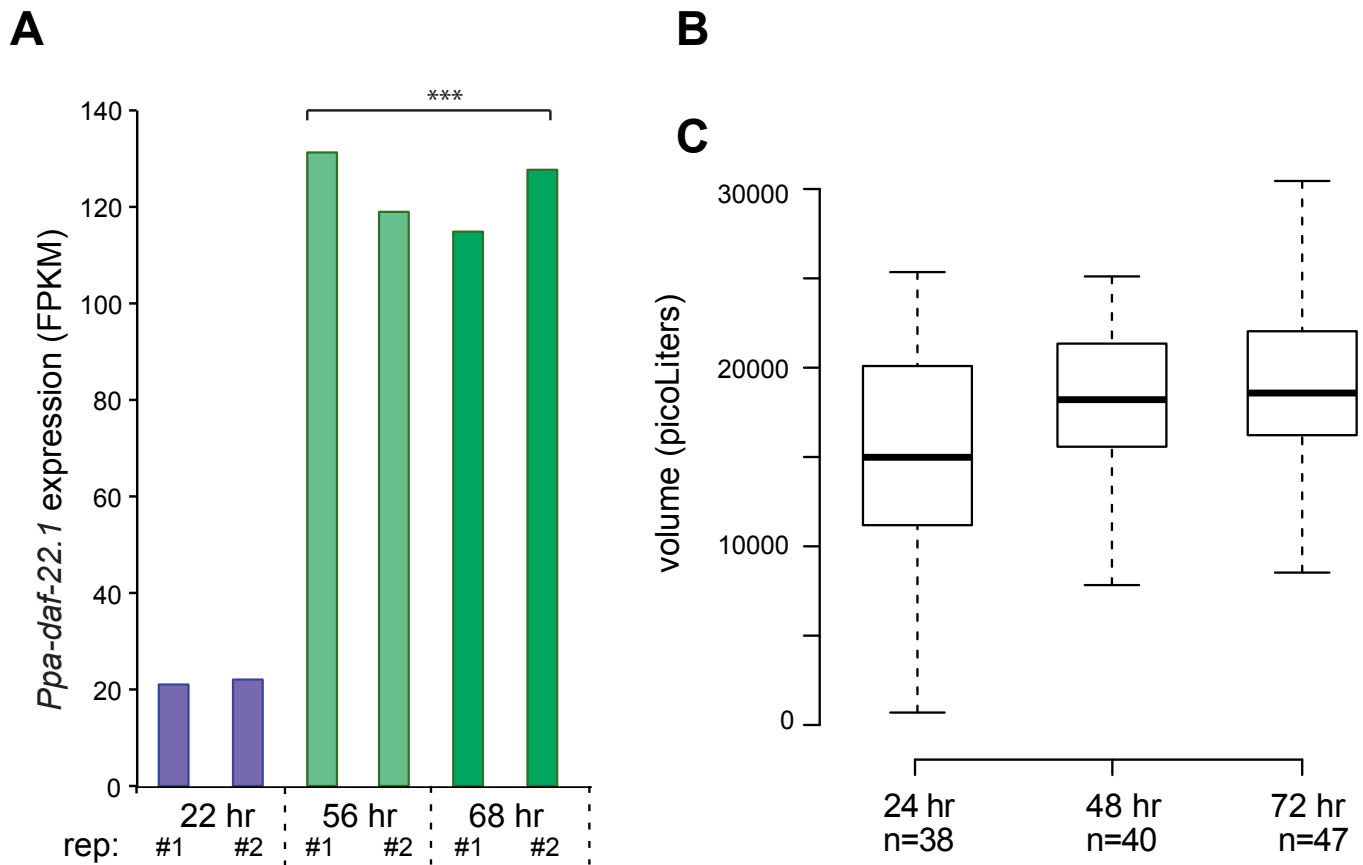 A
Ppa-daf-22.1 expression (FPKM)
***
140
120
100
80
60
40
20
0
22 hr 56 hr 68 hr
rep: #1 #2 #1 #2 #1 #2
B
C
volume (picoLiters)
30000
20000
10000
0
24 hr 48 hr 72 hr
n=38 n=40 n=47